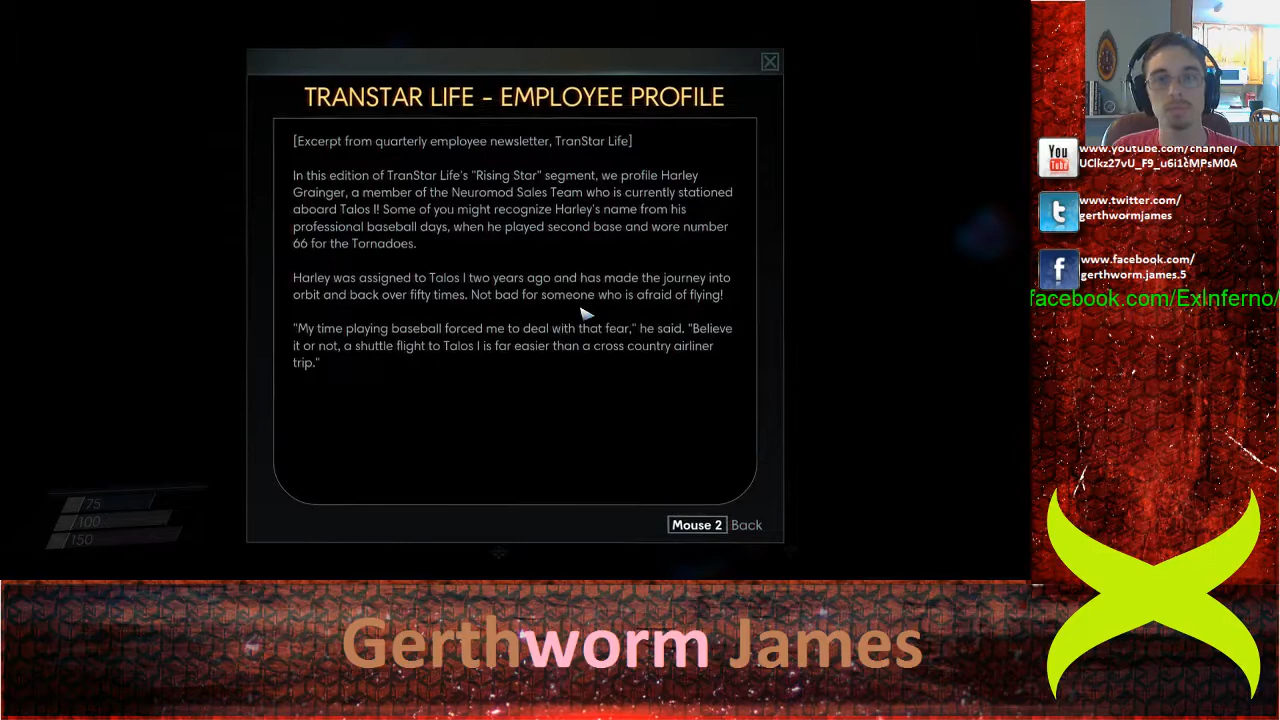 TRANSTAR LIFE - EMPLOYEE PROFILE
[Excerpt from quarterly employee newsletter, TranStar Life]
In this edition of TranStar Life's "Rising Star" segment, we profile Harley
Grainger, a member of the Neuromod Sales Team who is currently stationed
aboard Talos I! Some of you might recognize Harley's name from his
professional baseball days, when he played second base and wore number
66 for the Tornadoes.
Harley was assigned to Talos I two years ago and has made the journey into
orbit and back over fifty times. Not bad for someone who is afraid of flying!
"My time playing baseball forced me to deal with that fear," he said. "Believe
it or not, a shuttle flight to Talos I is far easier than a cross country airliner
trip."
Mouse 2 Back
75
100
150
You
Tube
www.youtube.com/channel/
t
www.twitter.com/
gerthwormjames
f
www.facebook.com/
gerthworm.james.5
facebook.com/ExInferno/
Gerthworm James